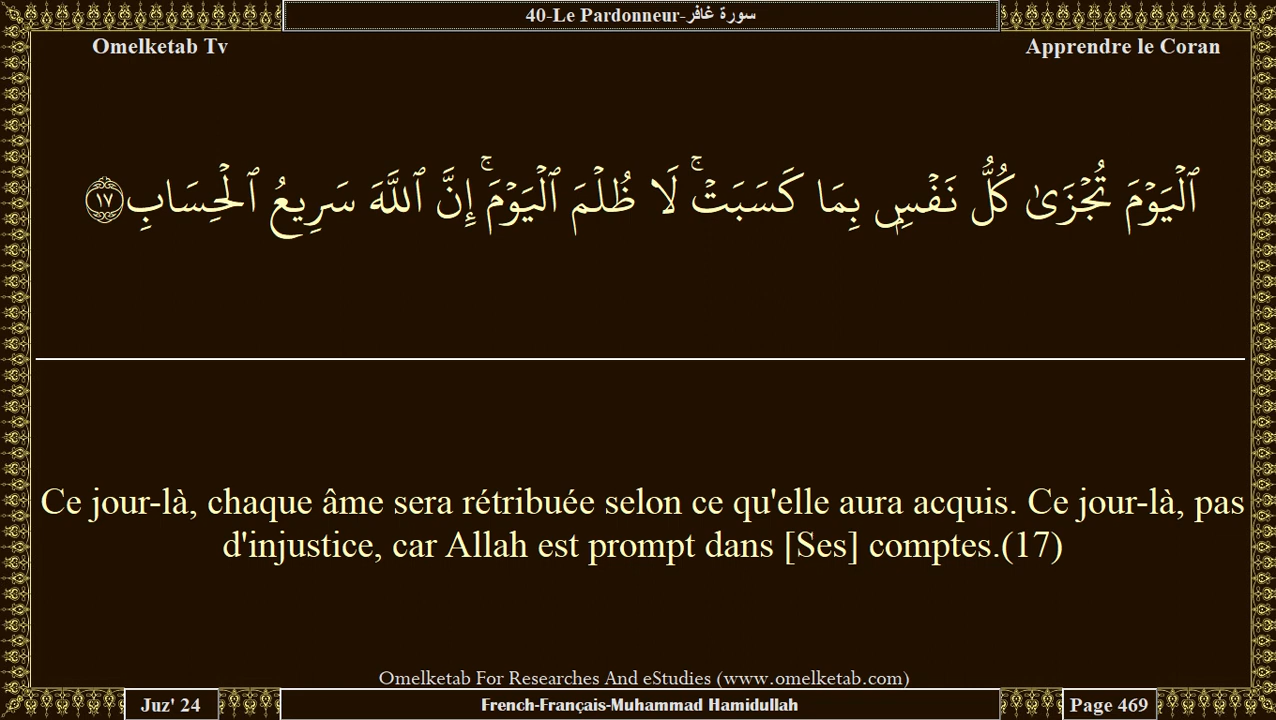 40-Le Pardonneur-سورة غافر
Omelketab Tv
Apprendre le Coran
ٱلۡيَوۡمَ تُجۡزَىٰ كُلُّ نَفۡسِۭ بِمَا كَسَبَتۡۚ لَا ظُلۡمَ ٱلۡيَوۡمَۚ إِنَّ ٱللَّهَ سَرِيعُ ٱلۡحِسَابِ ١٧
Ce jour-là, chaque âme sera rétribuée selon ce qu'elle aura acquis. Ce jour-là, pas
d'injustice, car Allah est prompt dans [Ses] comptes.(17)
Omelketab For Researches And eStudies (www.omelketab.com)
Juz' 24
French-Français-Muhammad Hamidullah
Page 469